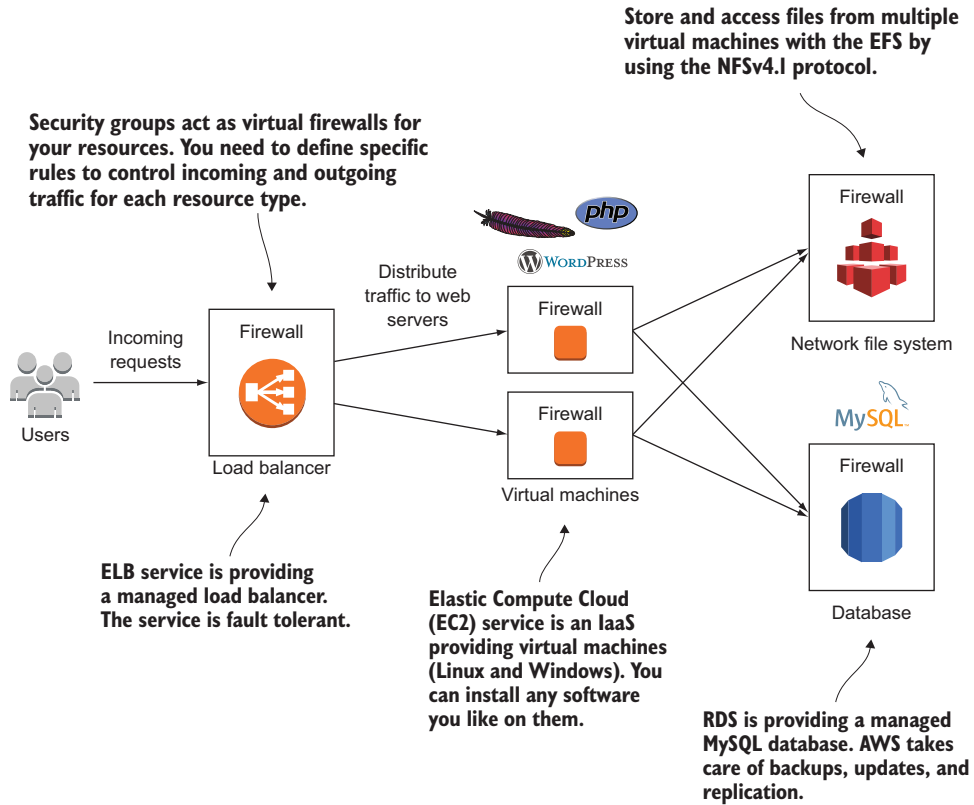 Store and access files from multiple
virtual machines with the EFS by
using the NFSv4.1 protocol.
Security groups act as virtual firewalls for
your resources. You need to define specific
rules to control incoming and outgoing
traffic for each resource type.
php
WORDPRESS
Distribute
traffic to web
servers
Incoming
requests
Users
Firewall
Load balancer
Firewall
Firewall
Virtual machines
Firewall
Network file system
MySQL
Firewall
Database
ELB service is providing
a managed load balancer.
The service is fault tolerant.
Elastic Compute Cloud
(EC2) service is an IaaS
providing virtual machines
(Linux and Windows). You
can install any software
you like on them.
RDS is providing a managed
MySQL database. AWS takes
care of backups, updates, and
replication.